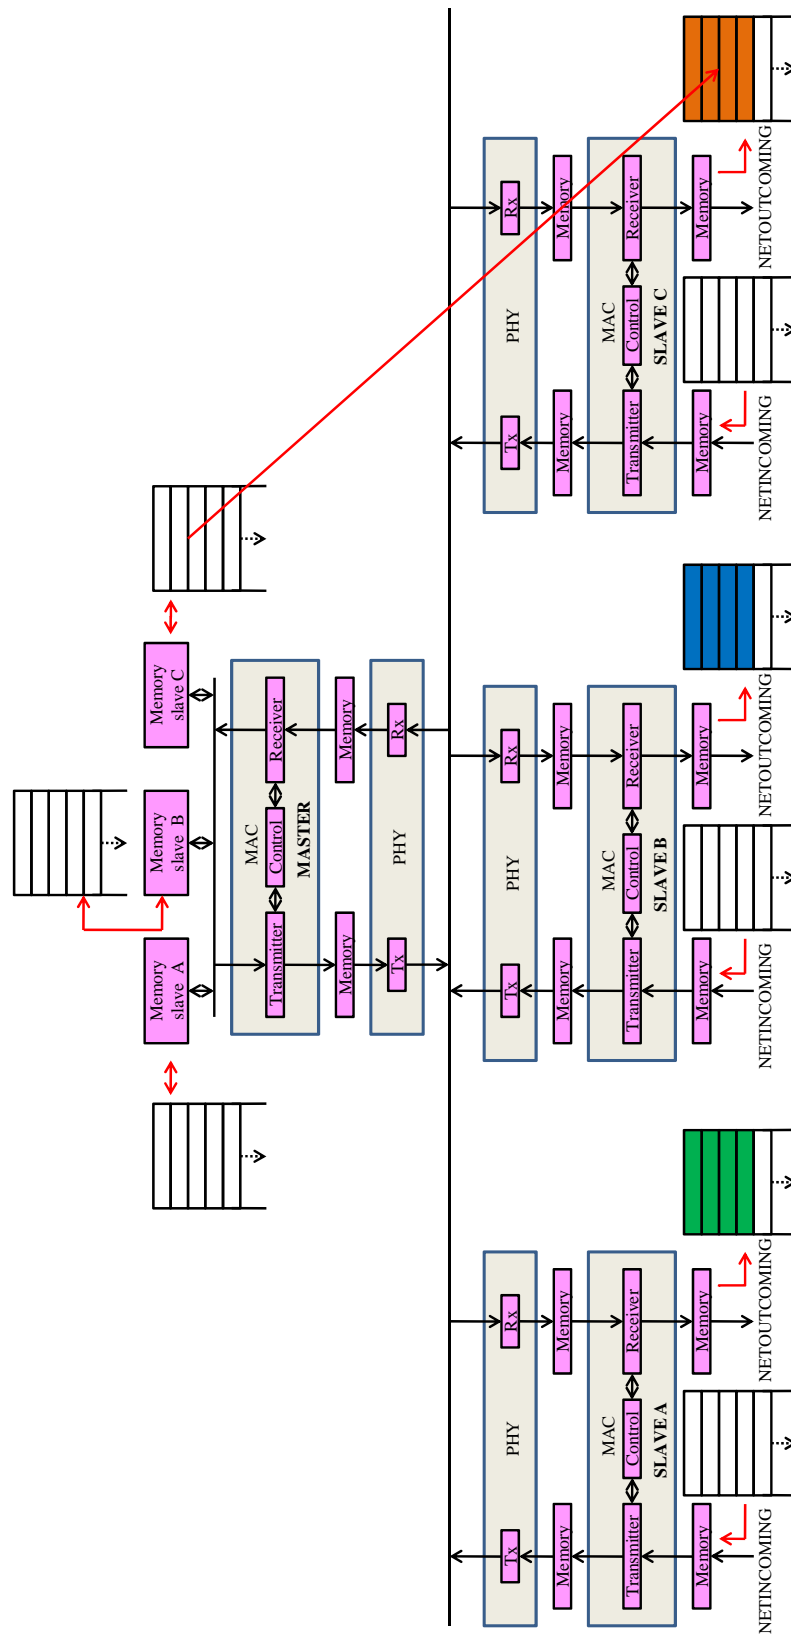 Memory
slave A
Memory
slave B
Memory
slave C
MAC
Transmitter
Control
Receiver
MASTER
Memory
Memory
PHY
Tx
Rx
PHY
Tx
Rx
Memory
Memory
MAC
Transmitter
Control
Receiver
SLAVE A
Memory
Memory
NETINCOMING
NETOUTCOMING
PHY
Tx
Rx
Memory
Memory
MAC
Transmitter
Control
Receiver
SLAVE B
Memory
Memory
NETINCOMING
NETOUTCOMING
PHY
Tx
Rx
Memory
Memory
MAC
Transmitter
Control
Receiver
SLAVE C
Memory
Memory
NETINCOMING
NETOUTCOMING